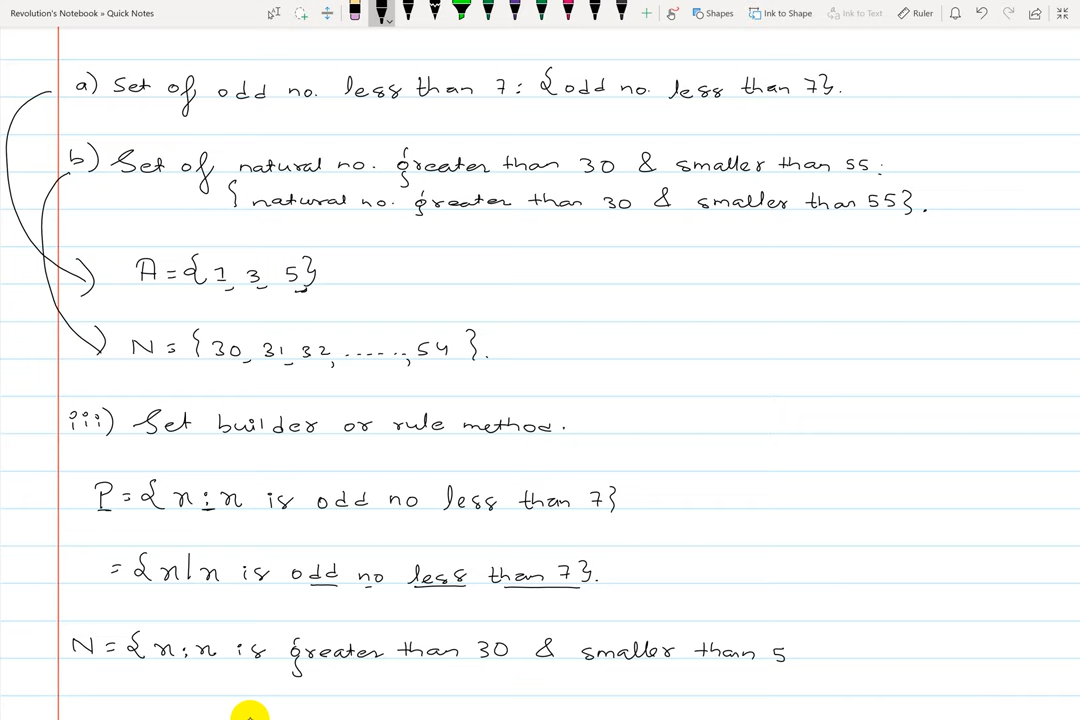 Revolution's Notebook » Quick Notes
Shapes Ink to Shape Ink to Text Ruler
a) Set of odd no. less than 7 : {odd no. less than 7}.
b) Set of natural no. greater than 30 & smaller than 55 :
{natural no. greater than 30 & smaller than 55}.
A = {1, 3, 5}
N = {30, 31, 32, ......, 54}.
iii) Set builder or rule method.
P = {x : x is odd no less than 7}
= {x | x is odd no less than 7}.
N = {x : x is greater than 30 & smaller than 5